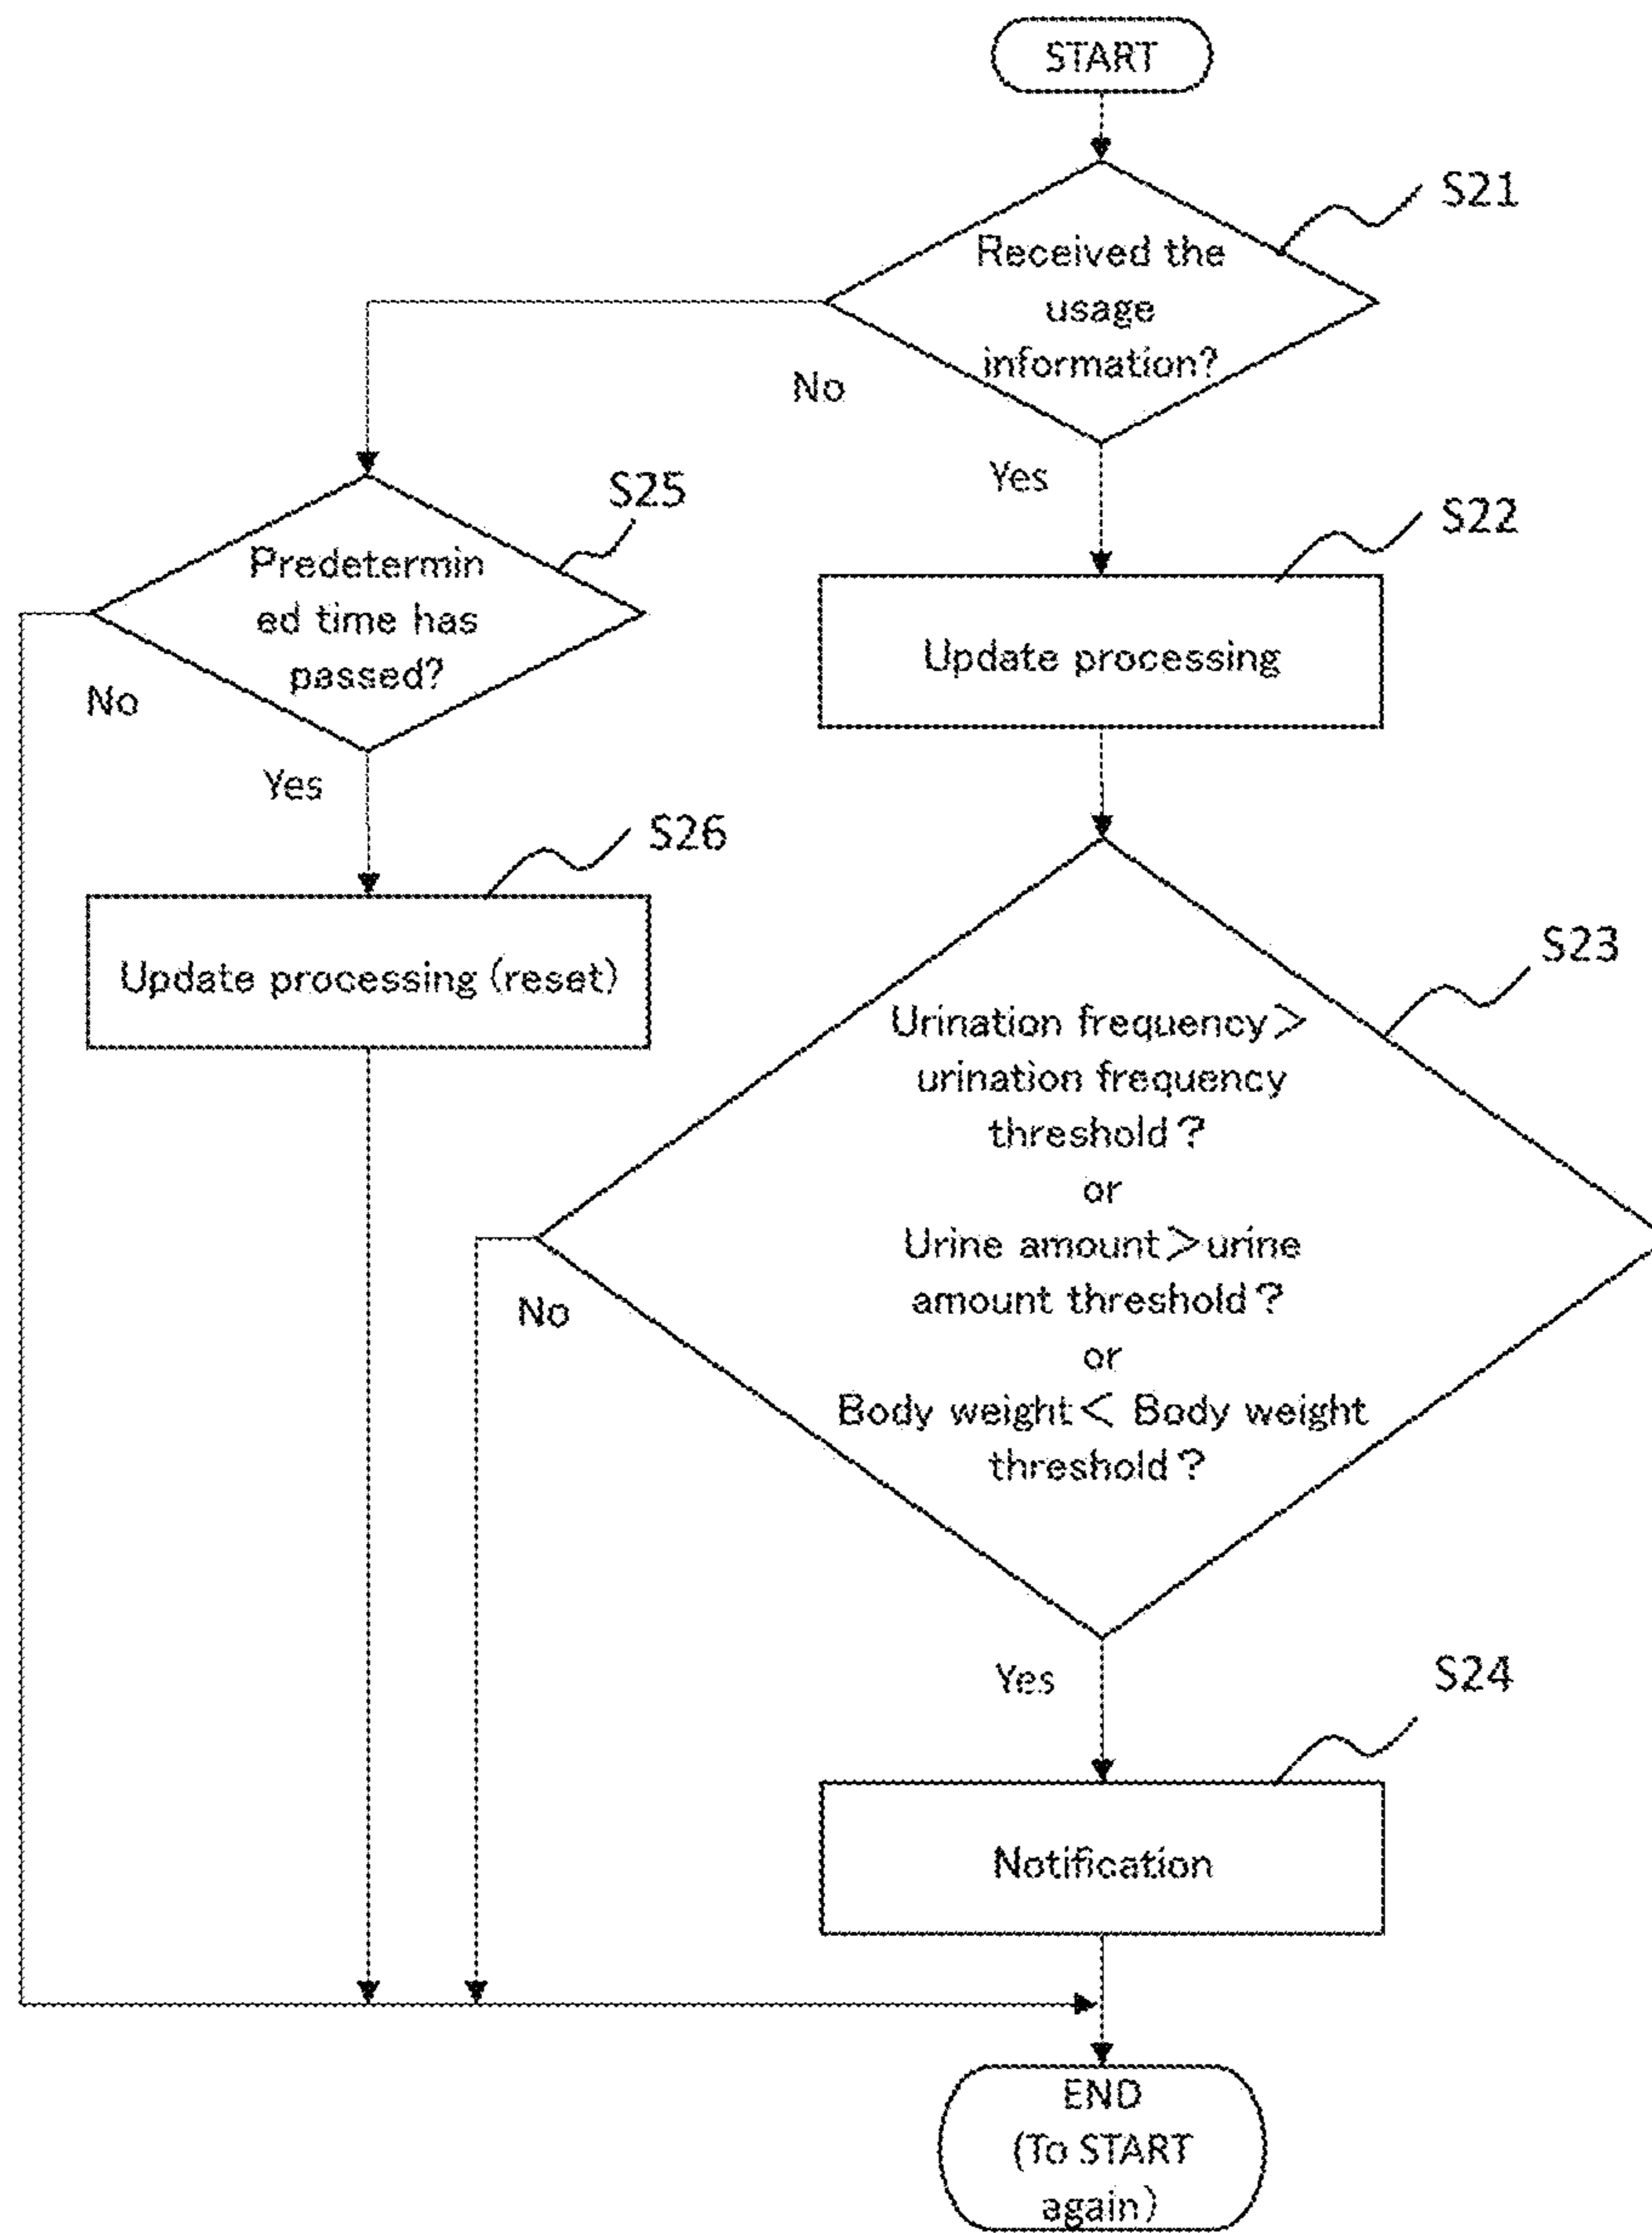 START
S21
Received the
usage
information?
No
Yes
S25
S22
Predetermin
ed time has
passed?
Update processing
No
Yes
S26
Update processing (reset)
S23
Urination frequency>
urination frequency
threshold?
or
Urine amount>urine
amount threshold?
or
Body weight< Body weight
threshold?
No
Yes
S24
Notification
END
(To START
again)